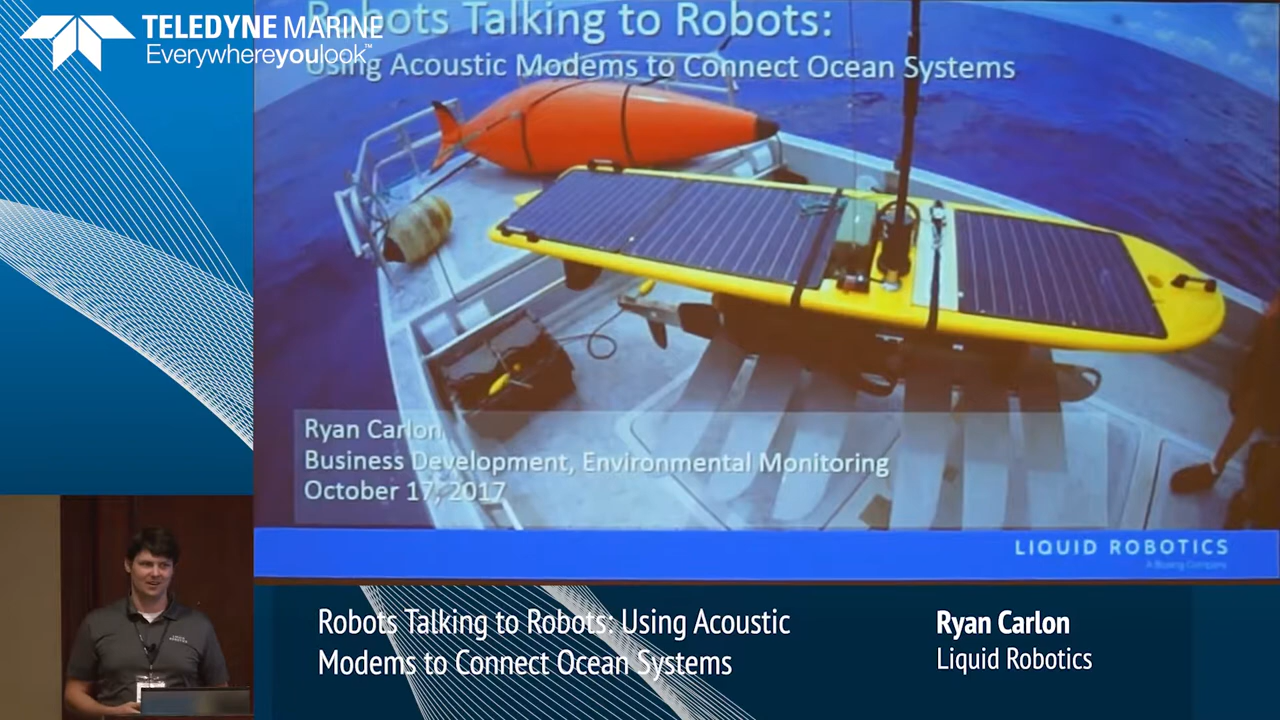 TELEDYNE MARINE
Everywhereyoulook™
Robots Talking to Robots:
Using Acoustic Modems to Connect Ocean Systems
Ryan Carlon
Business Development, Environmental Monitoring
October 17, 2017
LIQUID ROBOTICS
A Boeing Company
Robots Talking to Robots: Using Acoustic
Modems to Connect Ocean Systems
Ryan Carlon
Liquid Robotics